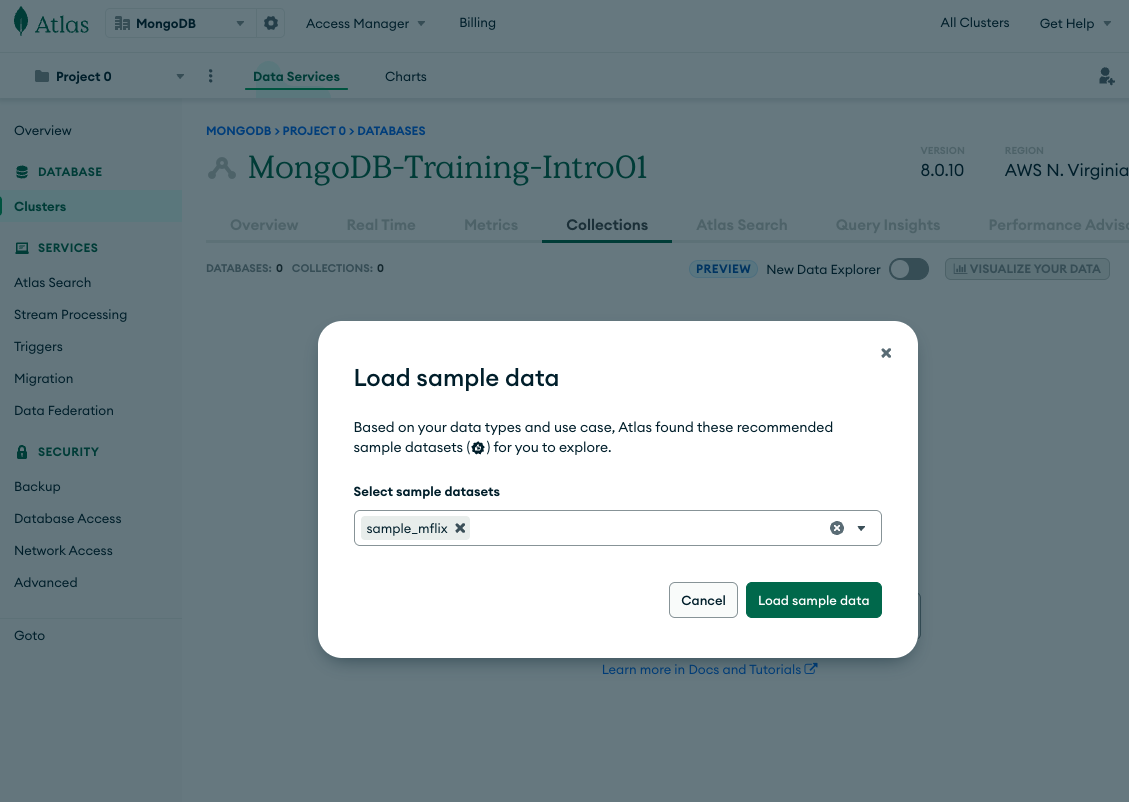 Atlas
MongoDB
Access Manager
Billing
All Clusters
Get Help
Project 0
Data Services
Charts
Overview
DATABASE
Clusters
SERVICES
Atlas Search
Stream Processing
Triggers
Migration
Data Federation
SECURITY
Backup
Database Access
Network Access
Advanced
Goto
MONGODB > PROJECT 0 > DATABASES
MongoDB-Training-Intro01
VERSION
8.0.10
REGION
AWS N. Virginia
Overview
Real Time
Metrics
Collections
Atlas Search
Query Insights
Performance Advis
DATABASES: 0 COLLECTIONS: 0
PREVIEW
New Data Explorer
VISUALIZE YOUR DATA
Load sample data
Based on your data types and use case, Atlas found these recommended
sample datasets () for you to explore.
Select sample datasets
sample_mflix
Cancel
Load sample data
Learn more in Docs and Tutorials